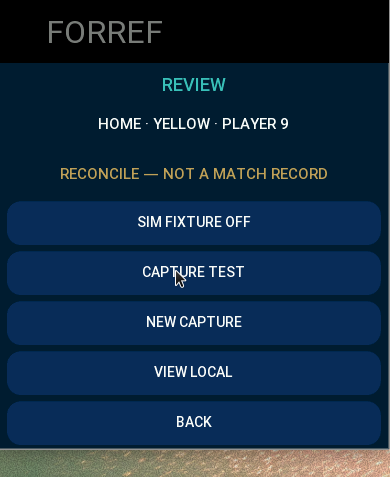 FORREF
REVIEW
HOME · YELLOW · PLAYER 9
RECONCILE — NOT A MATCH RECORD
SIM FIXTURE OFF
CAPTURE TEST
NEW CAPTURE
VIEW LOCAL
BACK